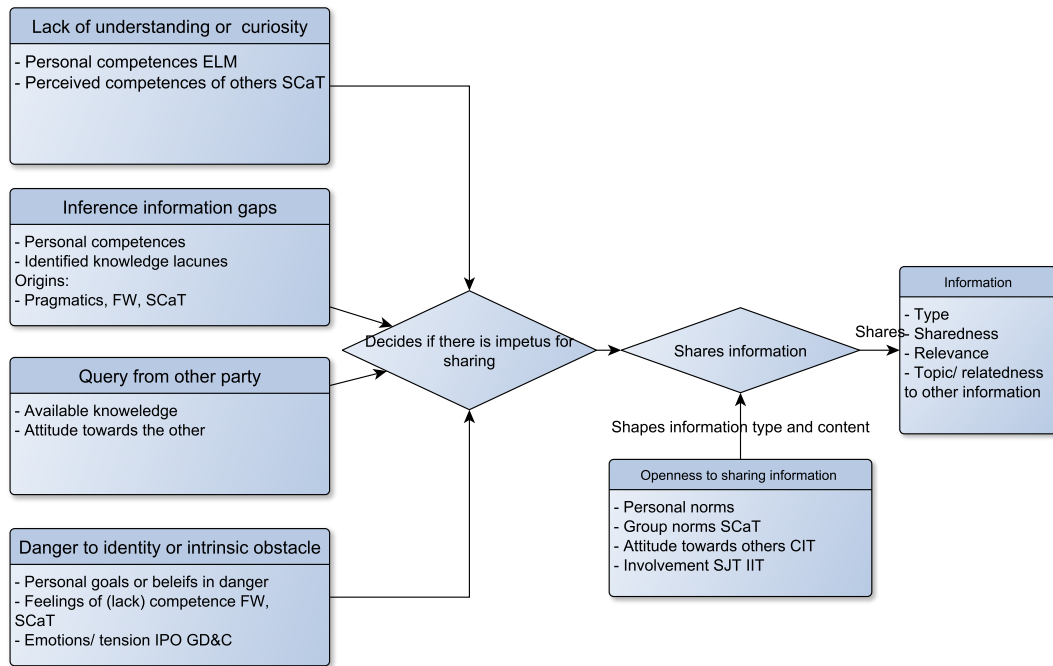 Lack of understanding or curiosity
- Personal competences ELM
- Perceived competences of others SCaT
Inference information gaps
- Personal competences
- Identified knowledge lacunes
Origins:
- Pragmatics, FW, SCaT
Query from other party
- Available knoweledge
- Attitude towards the other
Danger to identity or intrinsic obstacle
- Personal goals or beleifs in danger
- Feelings of (lack) competence FW,
SCaT
- Emotions/ tension IPO GD&C
Decides if there is impetus for
sharing
Shares information
Shares
Shapes information type and content
Openness to sharing information
- Personal norms
- Group norms SCaT
- Attitude towards others CIT
- Involvement SJT IIT
Information
- Type
- Sharedness
- Relevance
- Topic/ relatedness
to other information